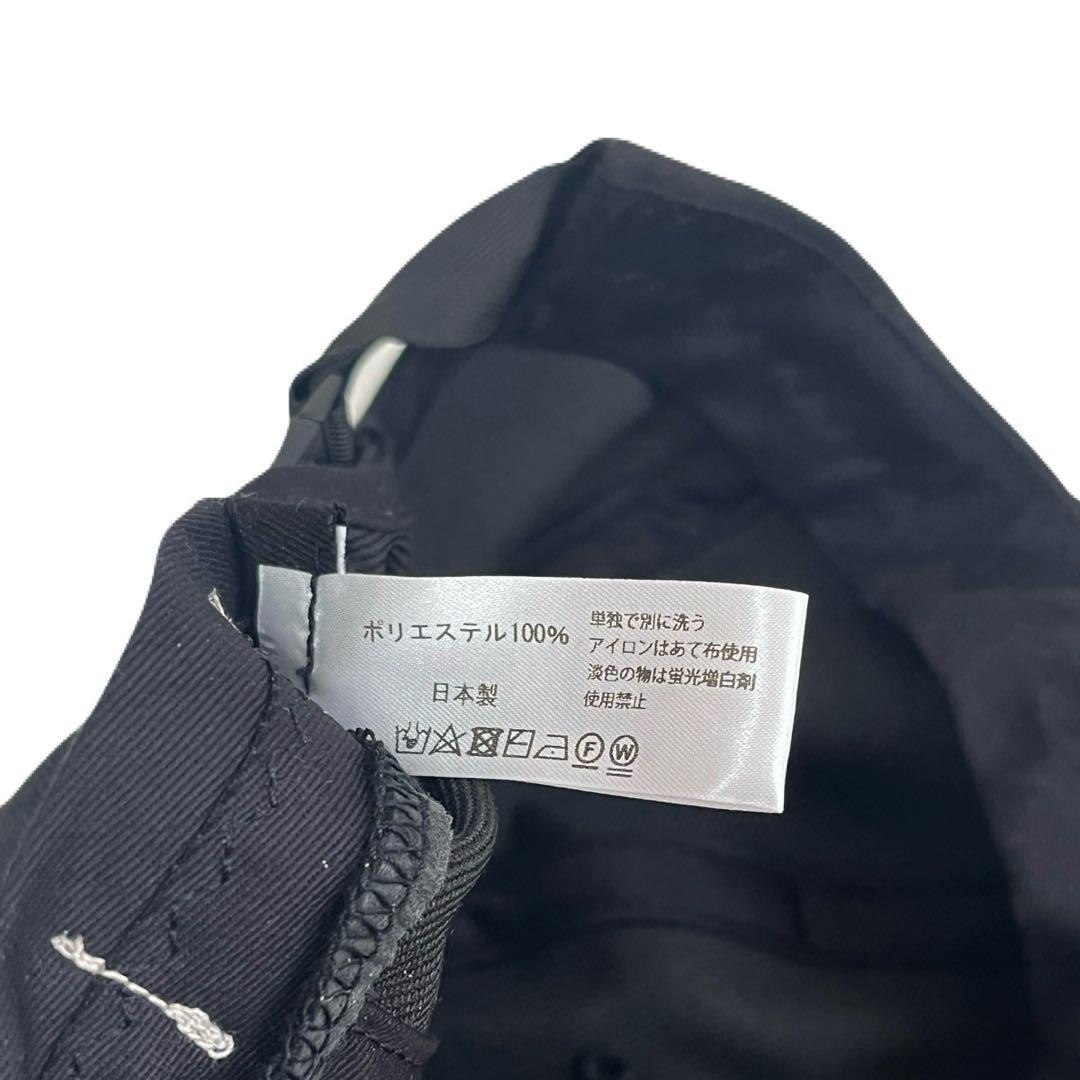 ポリエステル100%
日本製
単独で別に洗う
アイロンはあて布使用
淡色の物は蛍光増白剤
使用禁止
F W